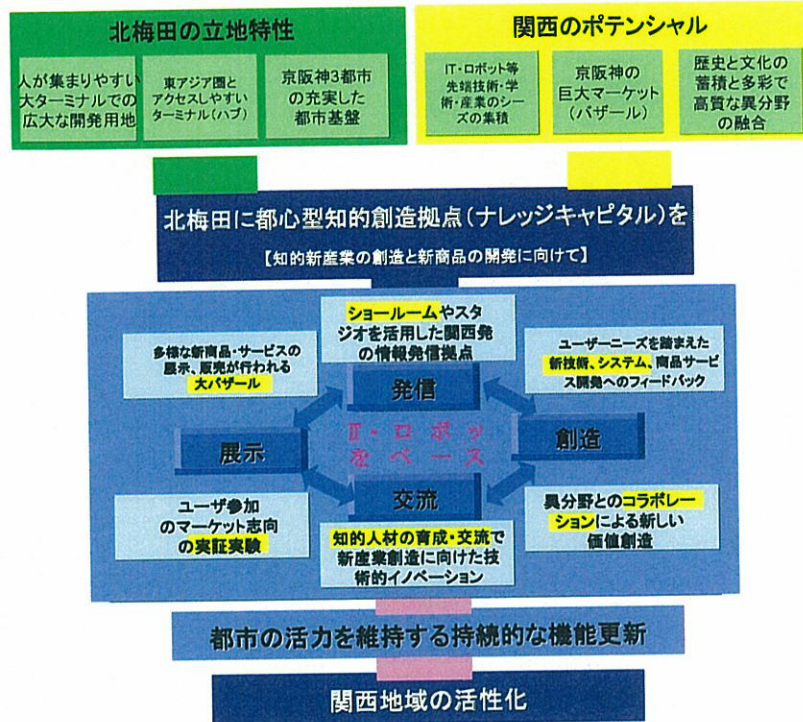 北梅田の立地特性
人が集まりやすい
大ターミナルでの
広大な開発用地
東アジア圏と
アクセスしやすい
ターミナル(ハブ)
京阪神3都市
の充実した
都市基盤
関西のポテンシャル
IT・ロボット等
先端技術・学
術・産業のシー
ズの集積
京阪神の
巨大マーケット
(バザール)
歴史と文化の
蓄積と多彩で
高質な異分野
の融合
北梅田に都心型知的創造拠点(ナレッジキャピタル)を
【知的新産業の創造と新商品の開発に向けて】
ショールームやスタ
ジオを活用した関西発
の情報発信拠点
多様な新商品・サービスの
展示、販売が行われる
大バザール
ユーザーニーズを踏まえた
新技術、システム、商品サービ
ス開発へのフィードバック
発信
展示
IT・ロボッ
をベース
創造
交流
ユーザ参加
のマーケット志向
の実証実験
知的人材の育成・交流で
新産業創造に向けた技
術的イノベーション
異分野とのコラボレー
ションによる新しい
価値創造
都市の活力を維持する持続的な機能更新
関西地域の活性化